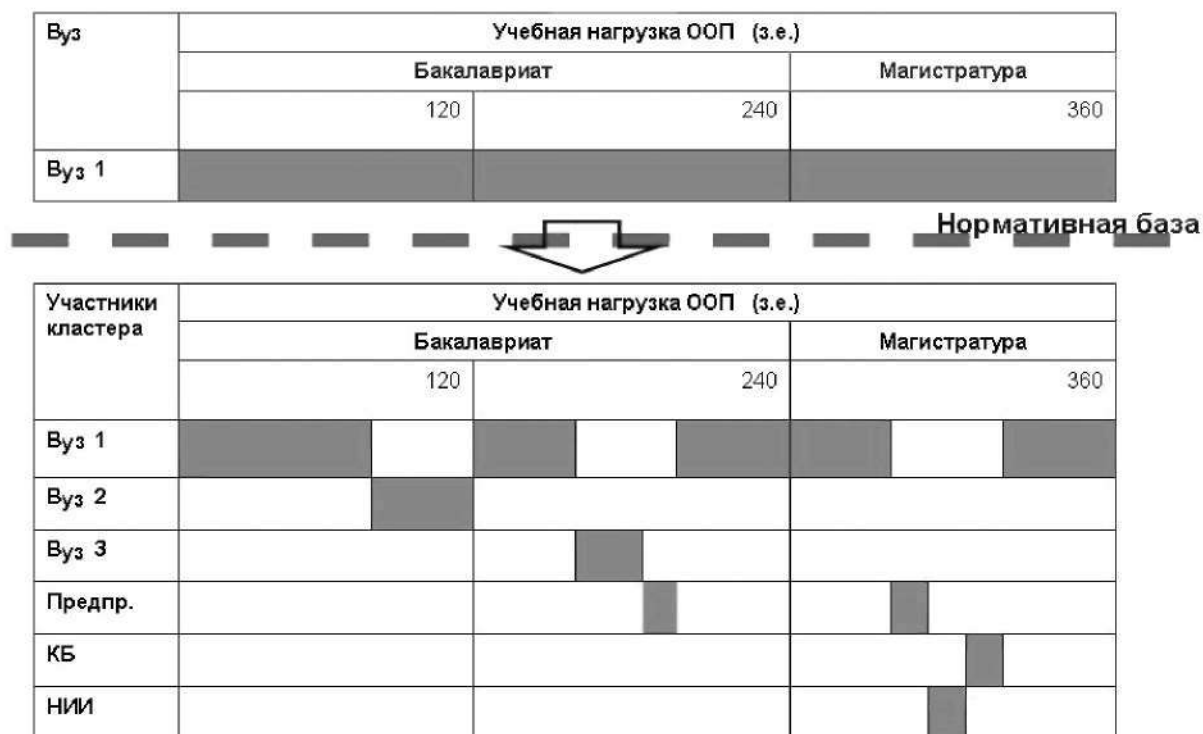 Вуз
Учебная нагрузка ООП (з.е.)
Бакалавриат
Магистратура
120
240
360
Вуз 1
Нормативная база
Участники
кластера
Учебная нагрузка ООП (з.е.)
Бакалавриат
Магистратура
120
240
360
Вуз 1
Вуз 2
Вуз 3
Предпр.
КБ
НИИ